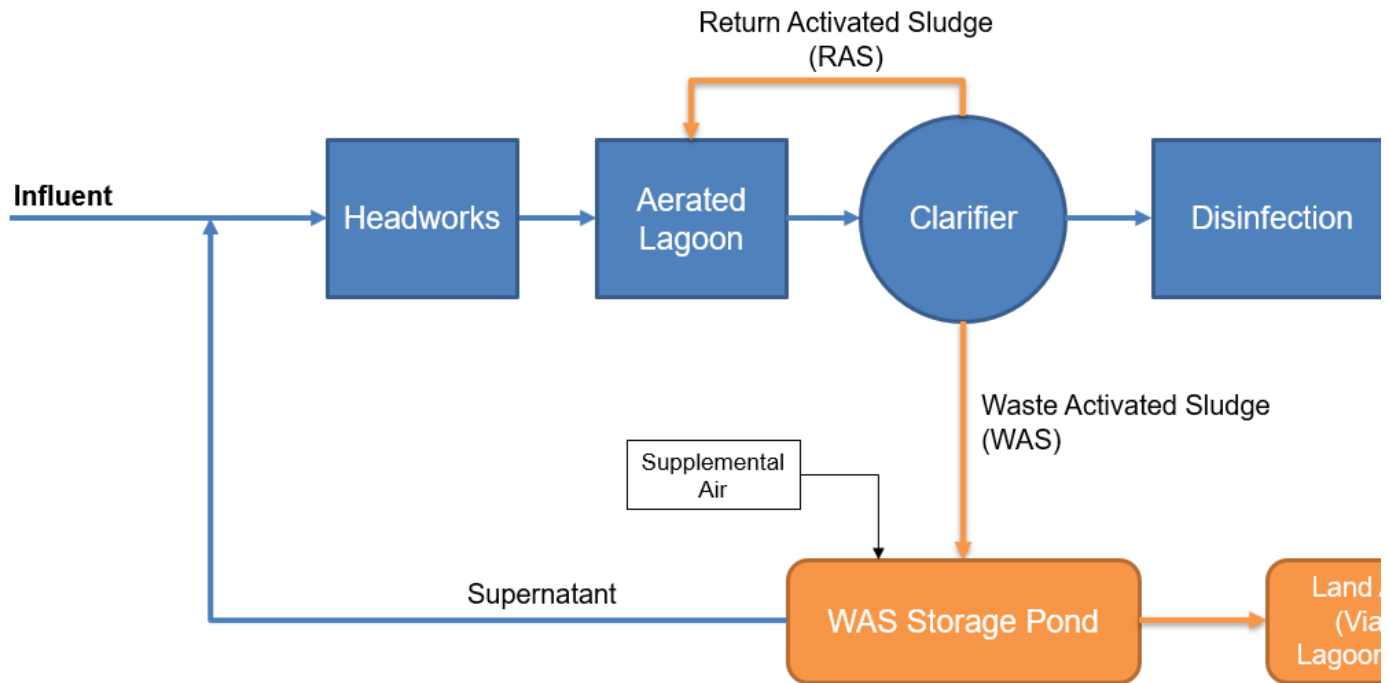 Return Activated Sludge
(RAS)
Influent
Headworks
Aerated
Lagoon
Clarifier
Disinfection
Waste Activated Sludge
(WAS)
Supplemental
Air
Supernatant
WAS Storage Pond
Land
(Via